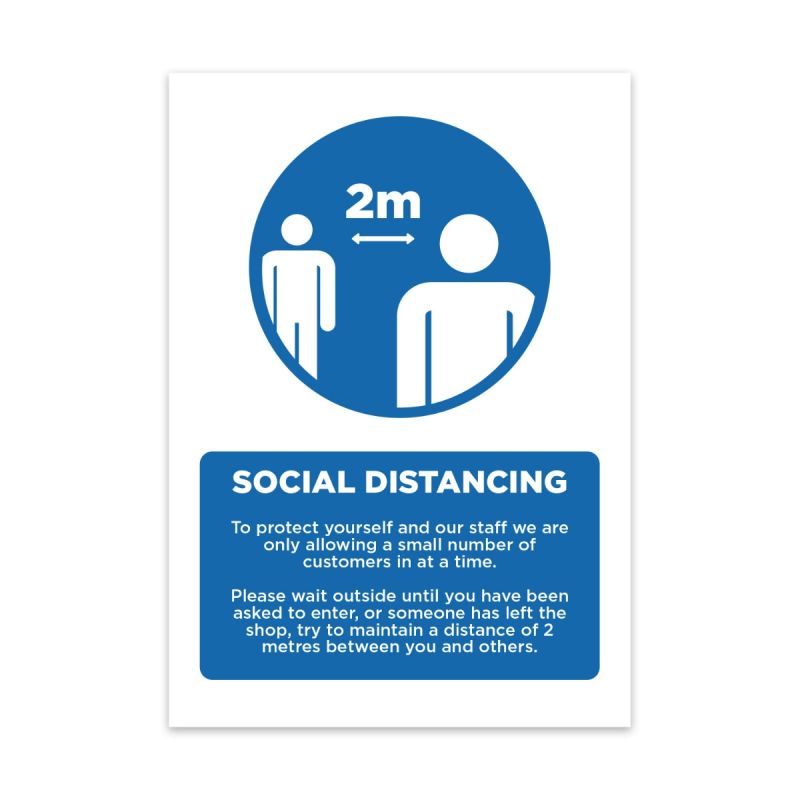 2m
SOCIAL DISTANCING
To protect yourself and our staff we are
only allowing a small number of
customers in at a time.
Please wait outside until you have been
asked to enter, or someone has left the
shop, try to maintain a distance of 2
metres between you and others.